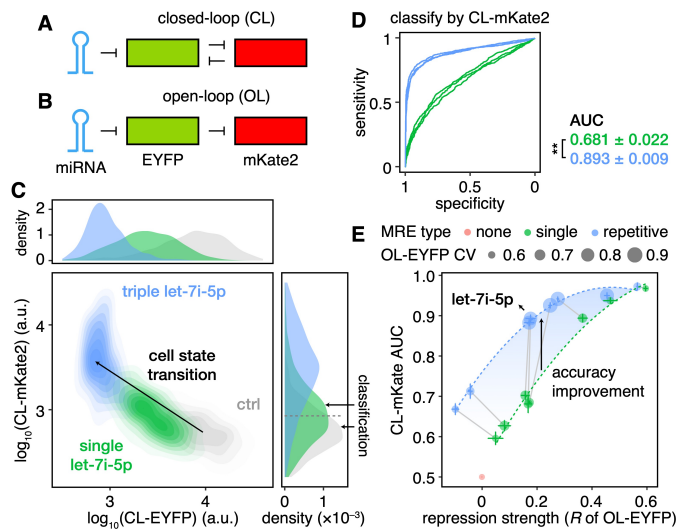 A
closed-loop (CL)
B
open-loop (OL)
miRNA
EYFP
mKate2
C
density
2
1
0
log10(CL-mKate2) (a.u.)
4
3
triple let-7i-5p
cell state
transition
ctrl
single
let-7i-5p
3
4
log10(CL-EYFP) (a.u.)
classification
0
1
density (×10−3)
D
classify by CL-mKate2
sensitivity
1
0.5
0
1
0.5
0
specificity
AUC
**
0.681 ± 0.022
0.893 ± 0.009
E
MRE type
none
single
repetitive
OL-EYFP CV
0.6
0.7
0.8
0.9
CL-mKate AUC
1.0
0.9
0.8
0.7
0.6
0.5
let-7i-5p
accuracy
improvement
0
0.2
0.4
0.6
repression strength (R of OL-EYFP)